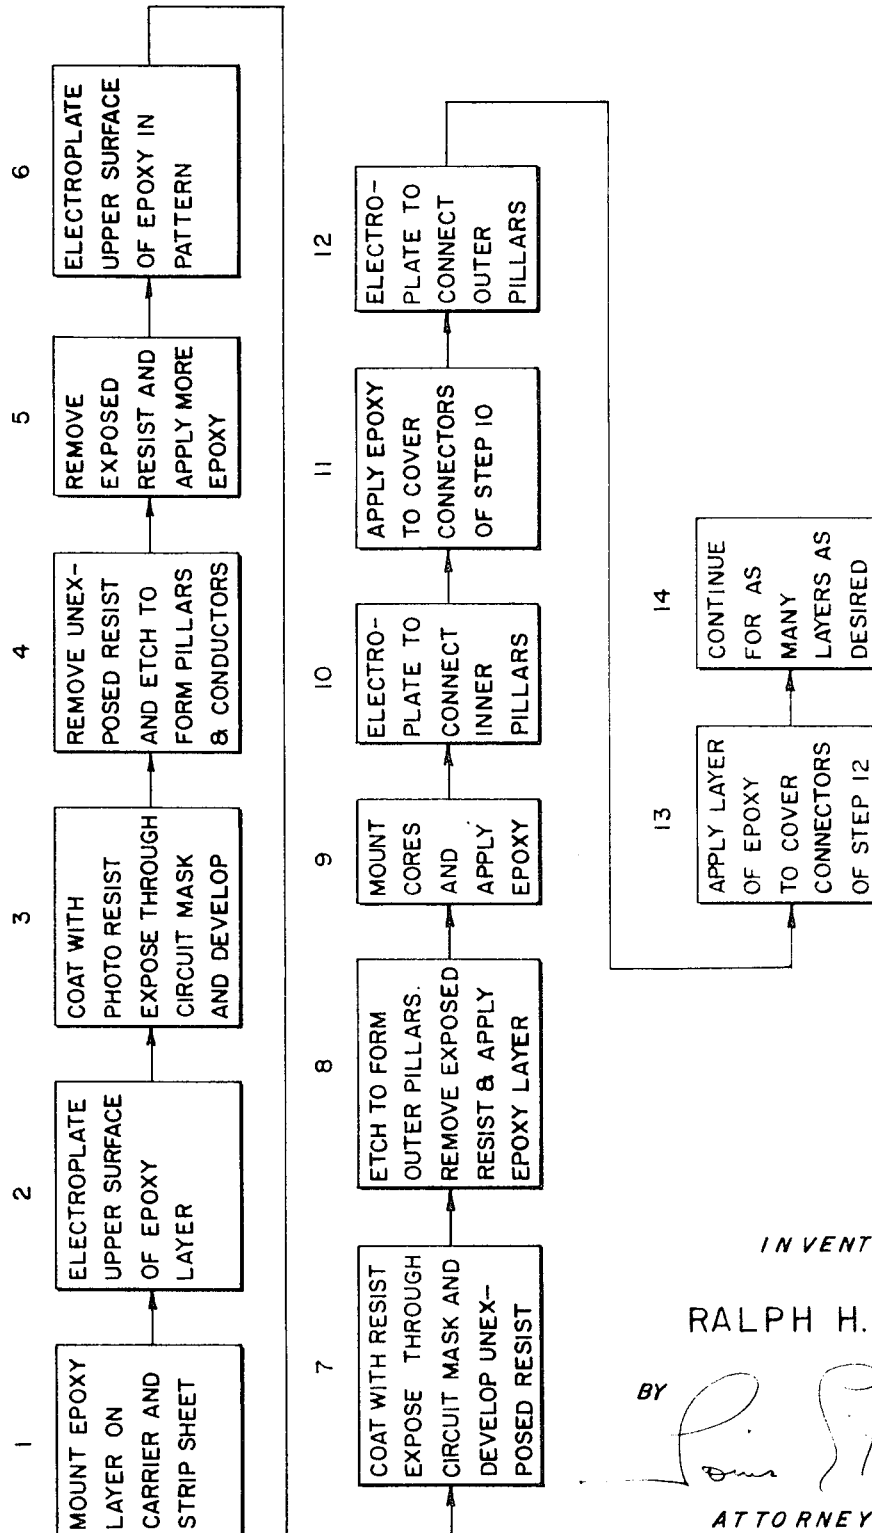 1
MOUNT EPOXY
LAYER ON
CARRIER AND
STRIP SHEET
2
ELECTROPLATE
UPPER SURFACE
OF EPOXY
LAYER
3
COAT WITH
PHOTO RESIST
EXPOSE THROUGH
CIRCUIT MASK
AND DEVELOP
4
REMOVE UNEX-
POSED RESIST
AND ETCH TO
FORM PILLARS
& CONDUCTORS
5
REMOVE
EXPOSED
RESIST AND
APPLY MORE
EPOXY
6
ELECTROPLATE
UPPER SURFACE
OF EPOXY IN
PATTERN
7
COAT WITH RESIST
EXPOSE THROUGH
CIRCUIT MASK AND
DEVELOP UNEX-
POSED RESIST
8
ETCH TO FORM
OUTER PILLARS.
REMOVE EXPOSED
RESIST & APPLY
EPOXY LAYER
9
MOUNT
CORES
AND
APPLY
EPOXY
10
ELECTRO-
PLATE TO
CONNECT
INNER
PILLARS
11
APPLY EPOXY
TO COVER
CONNECTORS
OF STEP 10
12
ELECTRO-
PLATE TO
CONNECT
OUTER
PILLARS
13
APPLY LAYER
OF EPOXY
TO COVER
CONNECTORS
OF STEP 12
14
CONTINUE
FOR AS
MANY
LAYERS AS
DESIRED
INVENT
RALPH H.
BY
ATTORNEY